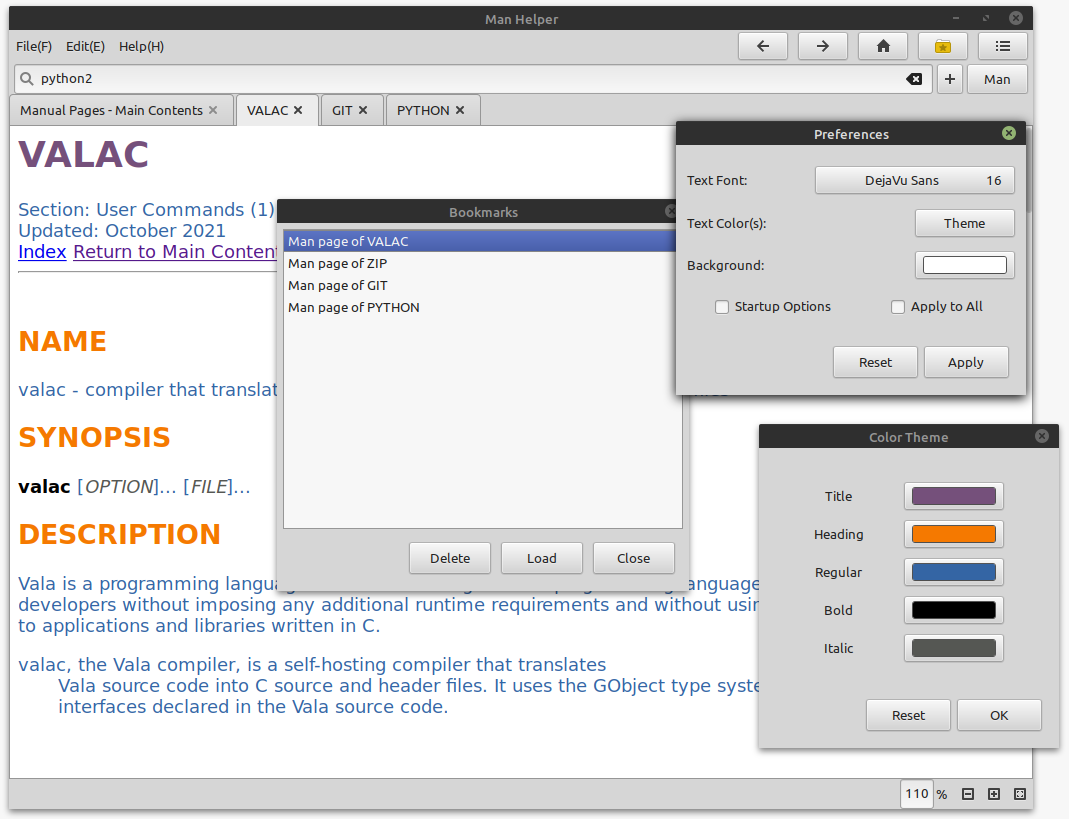 Man Helper
File(F) Edit(E) Help(H)
python2
Man
Manual Pages - Main Contents
VALAC
GIT
PYTHON
VALAC
Section: User Commands (1)
Updated: October 2021
Index Return to Main Conten
NAME
valac - compiler that translat
SYNOPSIS
valac [OPTION]... [FILE]...
DESCRIPTION
Vala is a programming langua
anguage
developers without imposing any additional runtime requirements and without usin
to applications and libraries written in C.
valac, the Vala compiler, is a self-hosting compiler that translates
Vala source code into C source and header files. It uses the GObject type syste
interfaces declared in the Vala source code.
110 %
Bookmarks
Man page of VALAC
Man page of ZIP
Man page of GIT
Man page of PYTHON
Delete
Load
Close
Preferences
Text Font: DejaVu Sans 16
Text Color(s): Theme
Background:
Startup Options
Apply to All
Reset
Apply
Color Theme
Title
Heading
Regular
Bold
Italic
Reset
OK